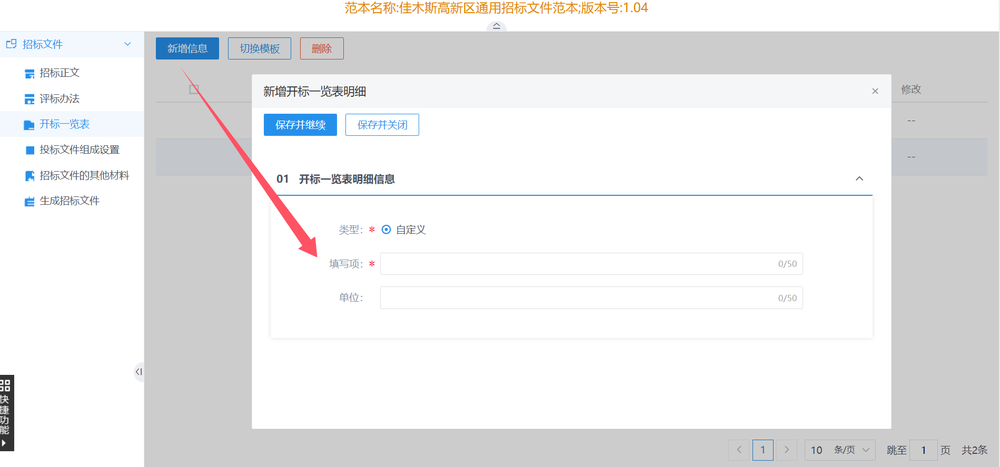 范本名称:佳木斯高新区通用招标文件范本;版本号:1.04
招标文件
招标正文
评标办法
开标一览表
投标文件组成设置
招标文件的其他材料
生成招标文件
快捷功能
新增信息 切换模板 删除
修改
--
--
新增开标一览表明细
保存并继续 保存并关闭
01 开标一览表明细信息
类型: * 自定义
填写项: * 0/50
单位: 0/50
1 10 条/页 跳至 1 页 共2条